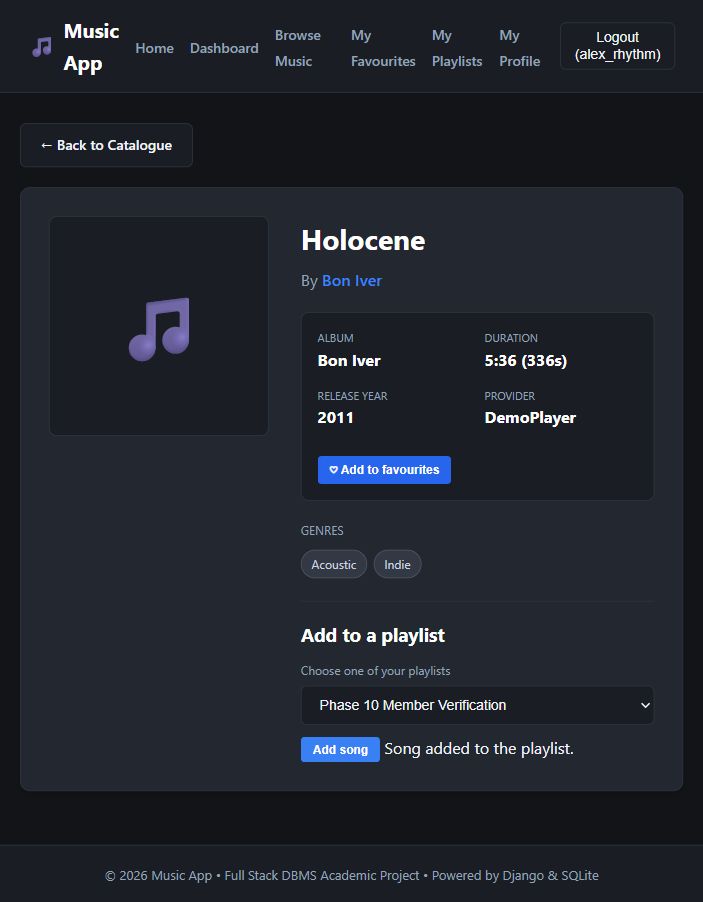 Music App
Home
Dashboard
Browse Music
My Favourites
My Playlists
My Profile
Logout (alex_rhythm)
← Back to Catalogue
Holocene
By Bon Iver
ALBUM
Bon Iver
DURATION
5:36 (336s)
RELEASE YEAR
2011
PROVIDER
DemoPlayer
♡ Add to favourites
GENRES
Acoustic
Indie
Add to a playlist
Choose one of your playlists
Phase 10 Member Verification
Add song Song added to the playlist.
© 2026 Music App • Full Stack DBMS Academic Project • Powered by Django & SQLite